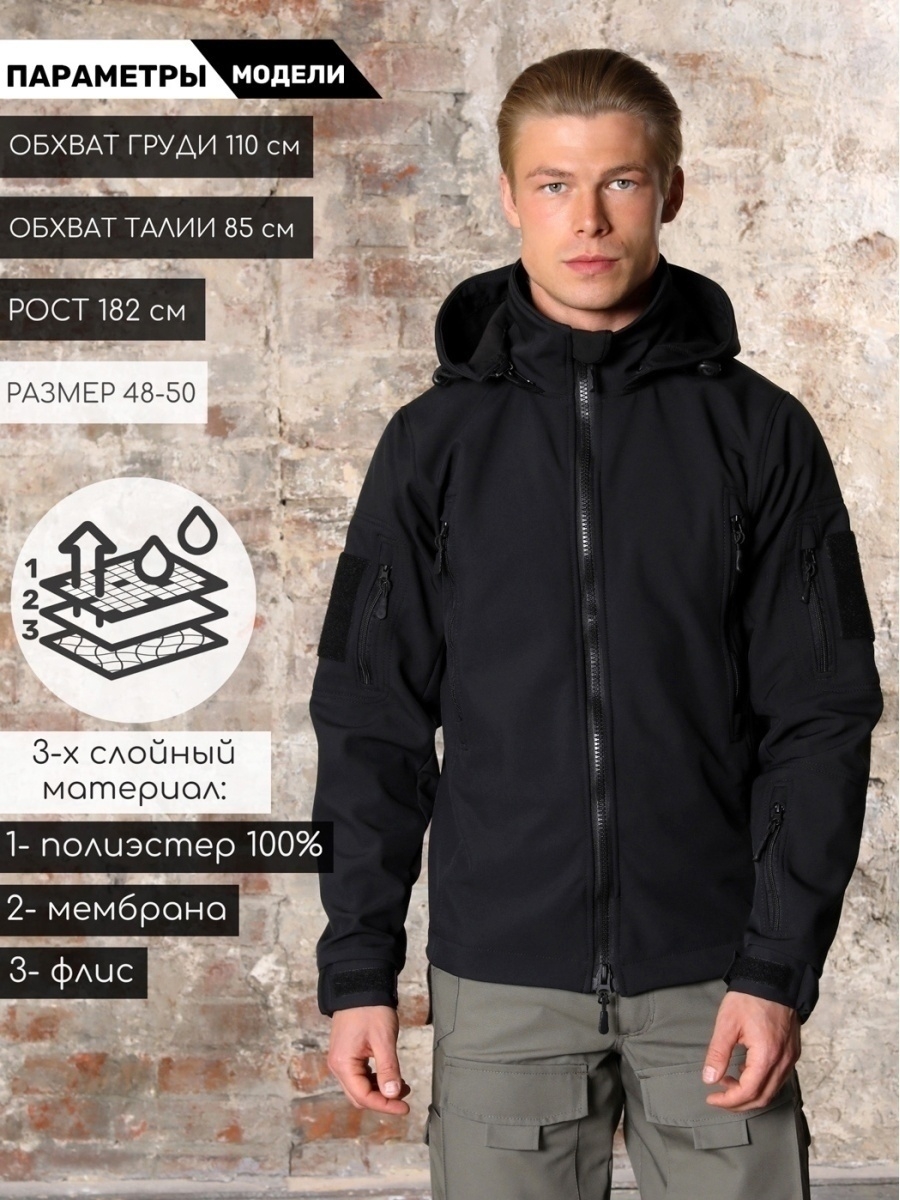 ПАРАМЕТРЫ МОДЕЛИ
ОБХВАТ ГРУДИ 110 см
ОБХВАТ ТАЛИИ 85 см
РОСТ 182 см
РАЗМЕР 48-50
1
2
3
3-х слойный
материал:
1- полиэстер 100%
2- мембрана
3- флис